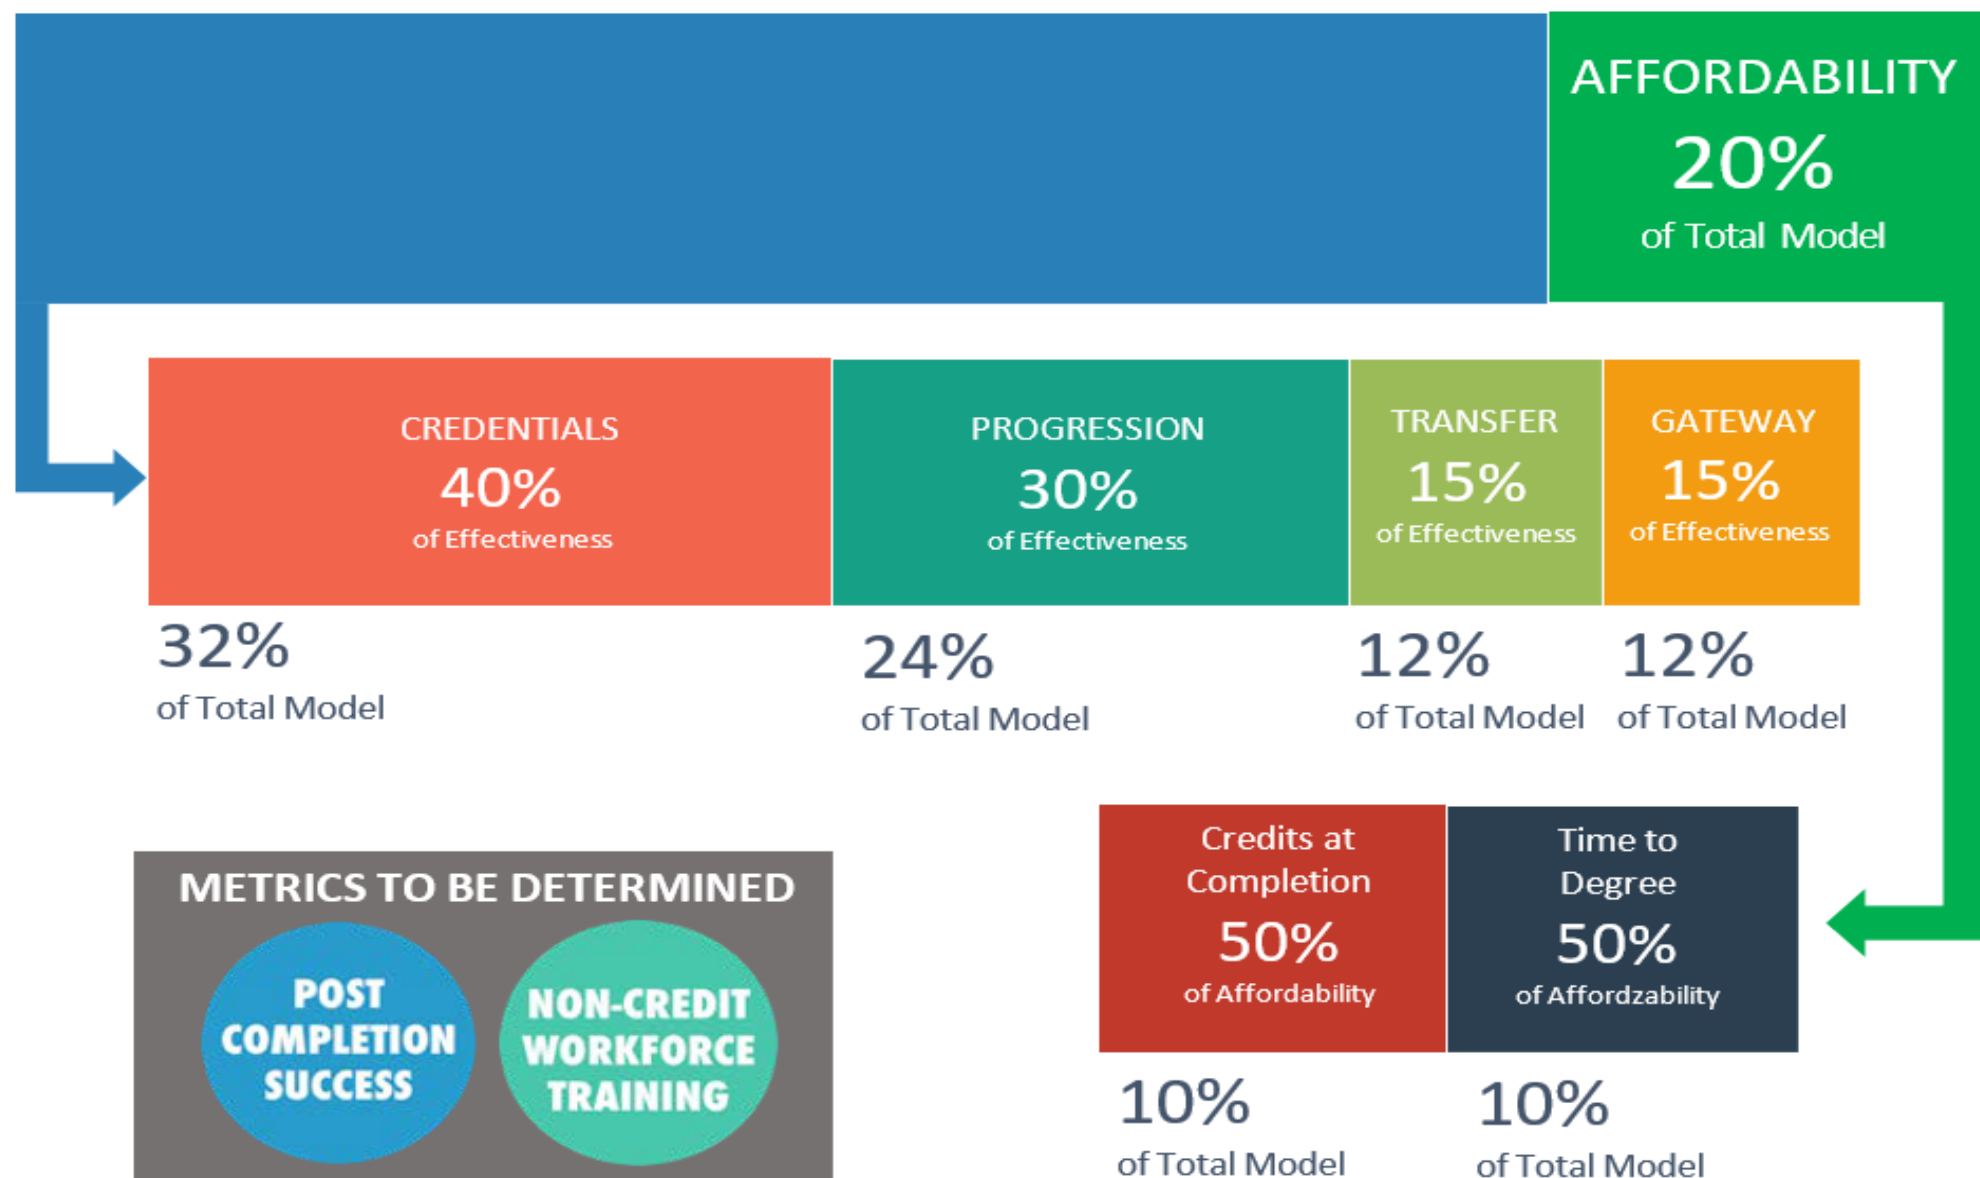 AFFORDABILITY
20%
of Total Model
CREDENTIALS
40%
of Effectiveness
PROGRESSION
30%
of Effectiveness
TRANSFER
15%
of Effectiveness
GATEWAY
15%
of Effectiveness
32%
of Total Model
24%
of Total Model
12%
of Total Model
12%
of Total Model
METRICS TO BE DETERMINED
POST
COMPLETION
SUCCESS
NON-CREDIT
WORKFORCE
TRAINING
Credits at
Completion
50%
of Affordability
Time to
Degree
50%
of Affordzability
10%
of Total Model
10%
of Total Model